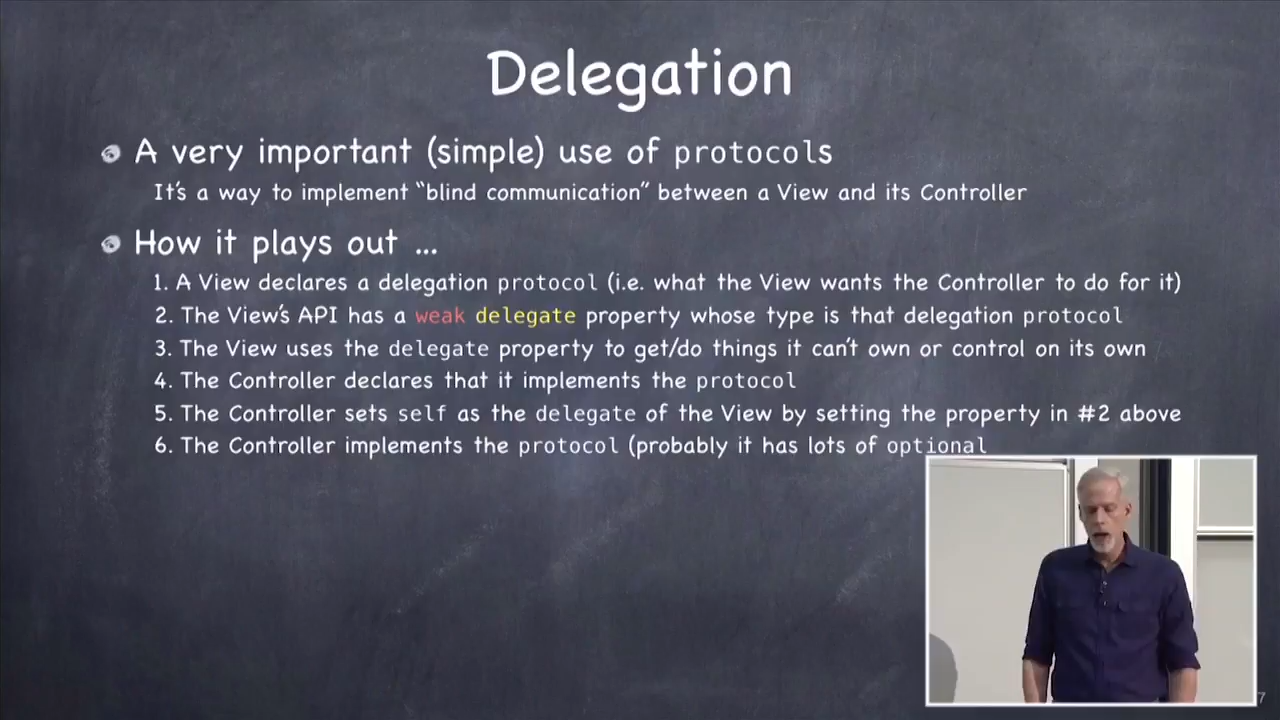 Delegation
A very important (simple) use of protocols
It's a way to implement “blind communication” between a View and its Controller
How it plays out ...
1. A View declares a delegation protocol (i.e. what the View wants the Controller to do for it)
2. The View's API has a weak delegate property whose type is that delegation protocol
3. The View uses the delegate property to get/do things it can't own or control on its own
4. The Controller declares that it implements the protocol
5. The Controller sets self as the delegate of the View by setting the property in #2 above
6. The Controller implements the protocol (probably it has lots of optional
7